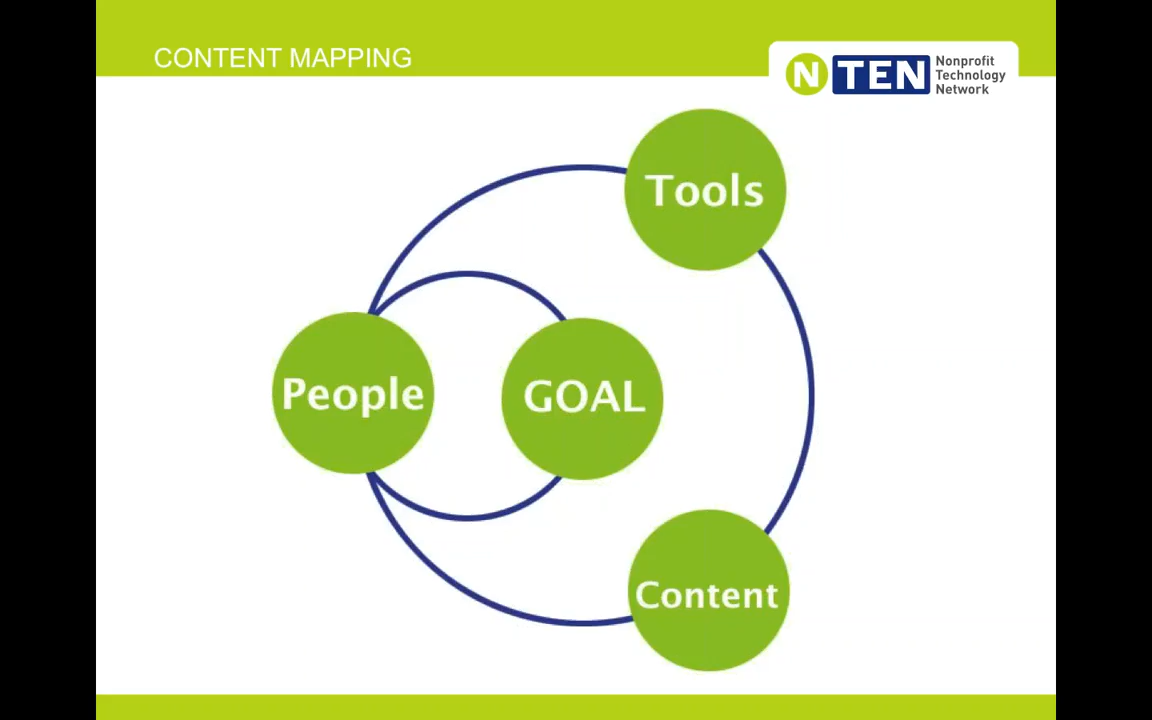 CONTENT MAPPING
N TEN
Nonprofit
Technology
Network
Tools
People
GOAL
Content